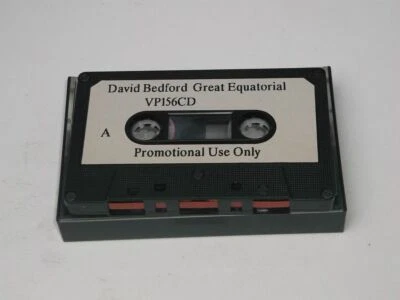 David Bedford Great Equatorial
VP156CD
A
Promotional Use Only